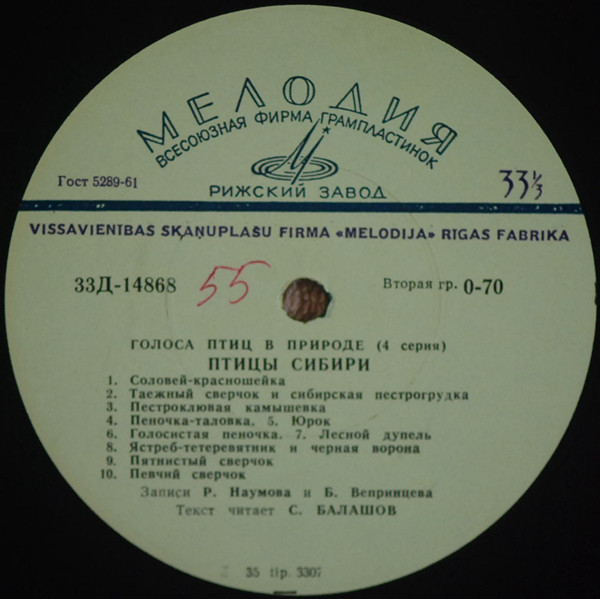 МЕЛОДИЯ
ВСЕСОЮЗНАЯ ФИРМА ГРАМПЛАСТИНОК
РИЖСКИЙ ЗАВОД
Гост 5289-61
33⅓
VISSAVIENĪBAS SKAŅUPLAŠU FIRMA «MELODIJA» RĪGAS FABRIKA
33Д-14868 55 Вторая гр. 0-70
ГОЛОСА ПТИЦ В ПРИРОДЕ (4 серия)
ПТИЦЫ СИБИРИ
1. Соловей-красношейка
2. Таежный сверчок и сибирская пестрогрудка
3. Пестроклювая камышевка
4. Пеночка-таловка. 5. Юрок
6. Голосистая пеночка. 7. Лесной дупель
8. Ястреб-тетеревятник и черная ворона
9. Пятнистый сверчок
10. Певчий сверчок
Записи Р. Наумова и Б. Вепринцева
Текст читает С. БАЛАШОВ
35 tip. 3307